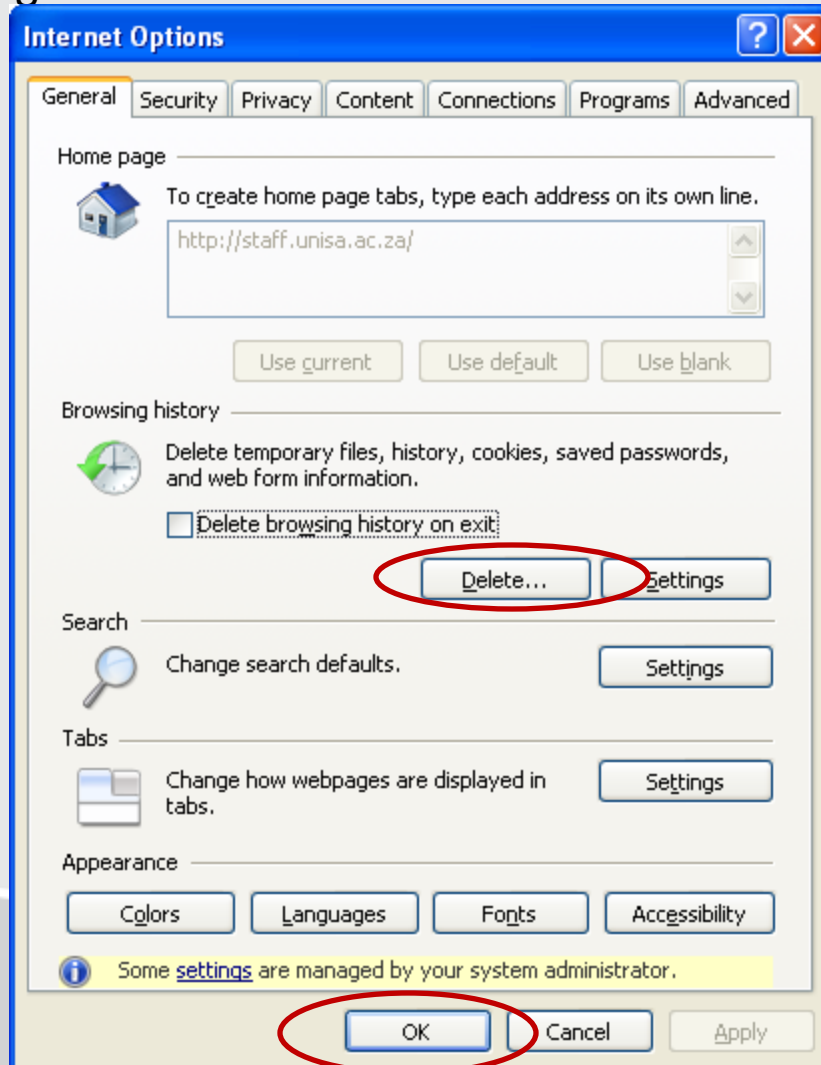 Internet Options
General Security Privacy Content Connections Programs Advanced
Home page
To create home page tabs, type each address on its own line.
http://staff.unisa.ac.za/
Use current Use default Use blank
Browsing history
Delete temporary files, history, cookies, saved passwords,
and web form information.
Delete browsing history on exit
Delete... Settings
Search
Change search defaults.
Settings
Tabs
Change how webpages are displayed in
tabs.
Settings
Appearance
Colors Languages Fonts Accessibility
Some settings are managed by your system administrator.
OK Cancel Apply